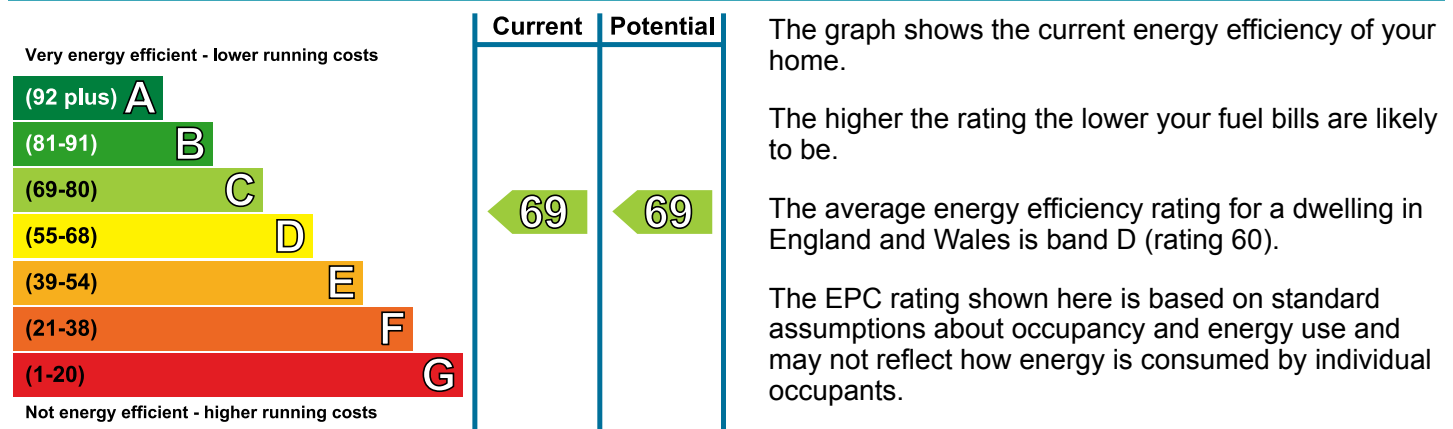 Current Potential
Very energy efficient - lower running costs
(92 plus) A
(81-91) B
(69-80) C
69 69
(55-68) D
(39-54) E
(21-38) F
(1-20) G
Not energy efficient - higher running costs
The graph shows the current energy efficiency of your
home.
The higher the rating the lower your fuel bills are likely
to be.
The average energy efficiency rating for a dwelling in
England and Wales is band D (rating 60).
The EPC rating shown here is based on standard
assumptions about occupancy and energy use and
may not reflect how energy is consumed by individual
occupants.